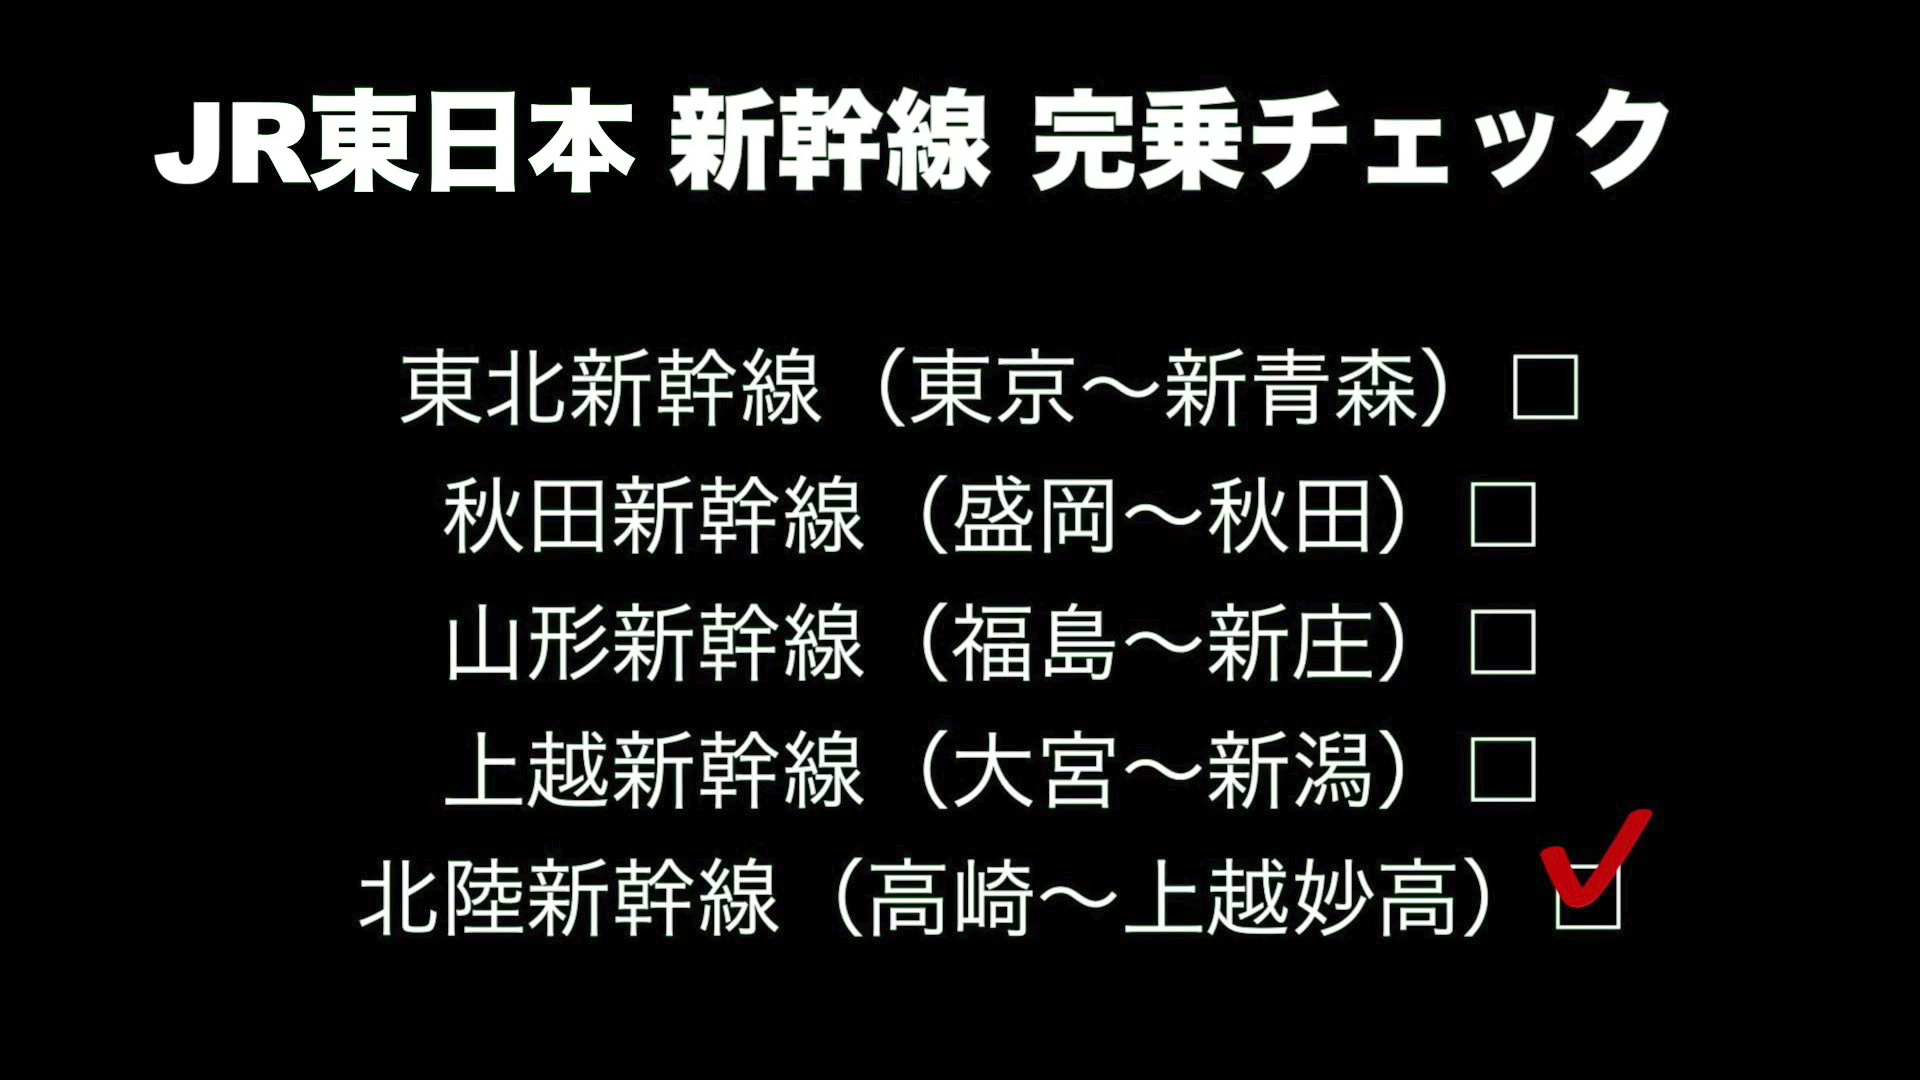 JR東日本 新幹線 完乗チェック
東北新幹線（東京〜新青森）□
秋田新幹線（盛岡〜秋田）□
山形新幹線（福島〜新庄）□
上越新幹線（大宮〜新潟）□
北陸新幹線（高崎〜上越妙高）□